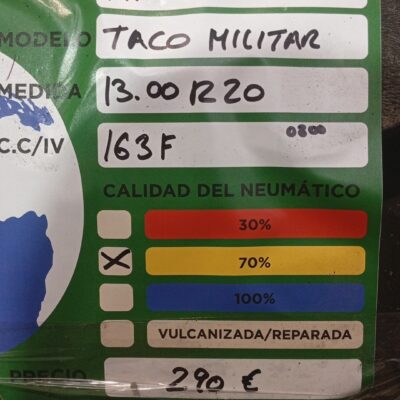 MODELO TACO MILITAR
MEDIDA 13.00 R20
C.C/IV 163F 0800
CALIDAD DEL NEUMÁTICO
30%
X 70%
100%
VULCANIZADA/REPARADA
PRECIO 290 €